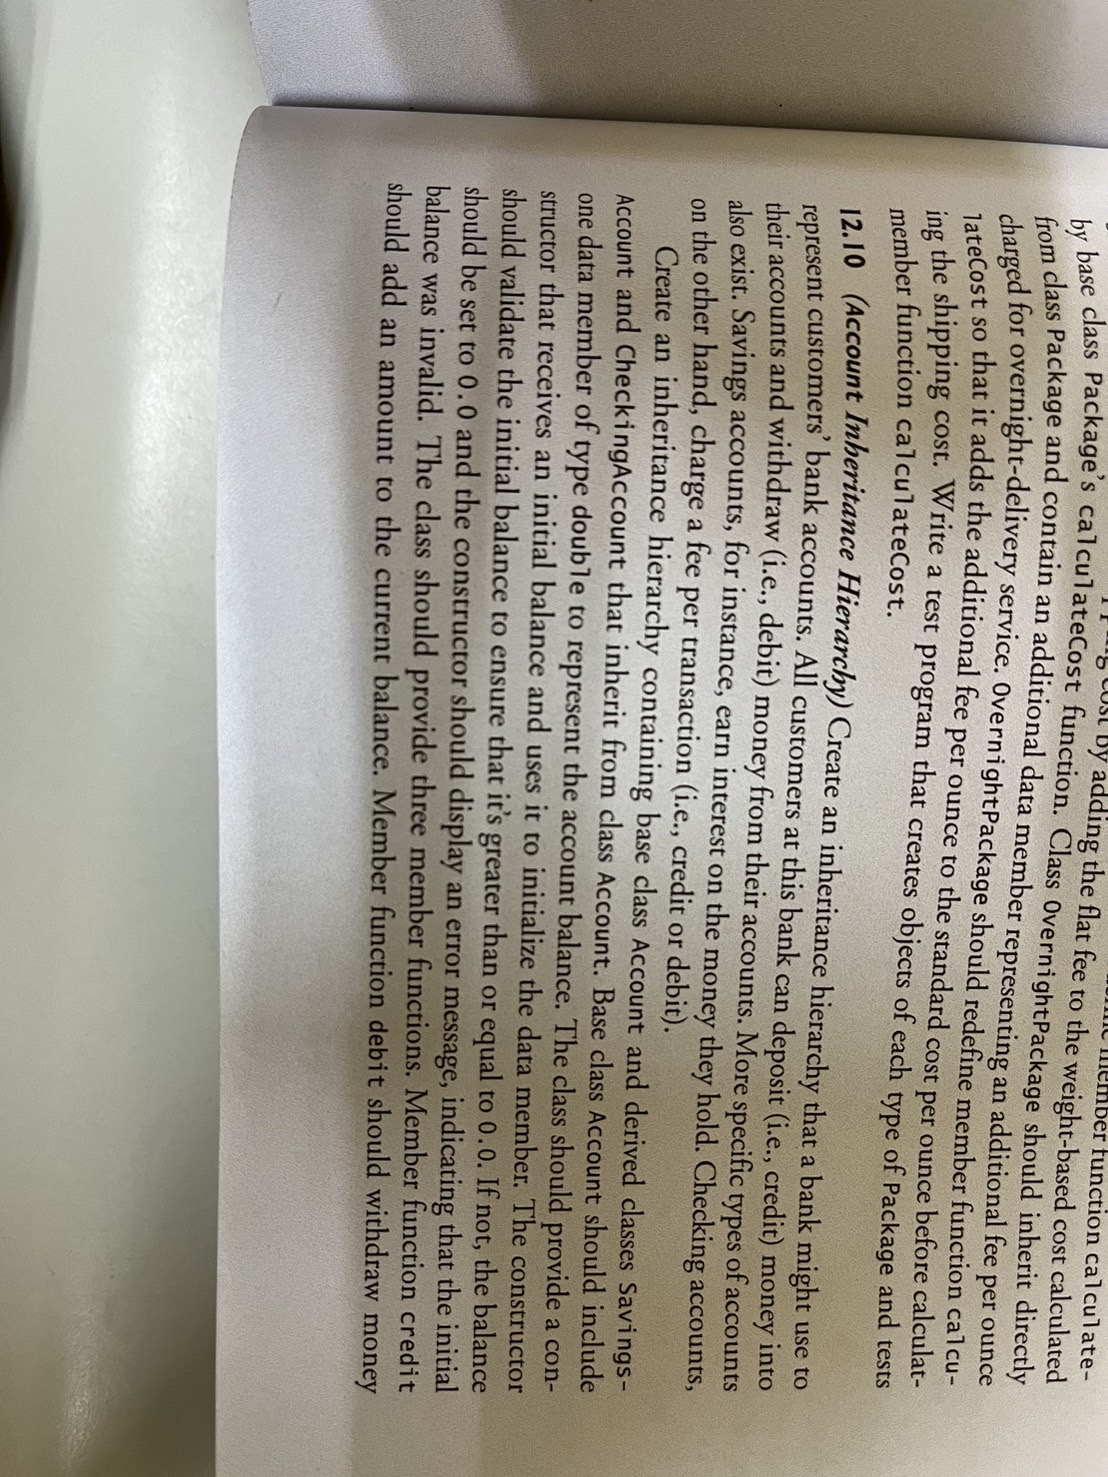 by base class Package's calculateCost function. Class OvernightPackage should inherit directly
from class Package and contain an additional data member representing an additional fee per ounce
charged for overnight-delivery service. OvernightPackage should redefine member function calcu-
lateCost so that it adds the additional fee per ounce to the standard cost per ounce before calculat-
ing the shipping cost. Write a test program that creates objects of each type of Package and tests
member function calculateCost.
12.10 (Account Inheritance Hierarchy) Create an inheritance hierarchy that a bank might use to
represent customers' bank accounts. All customers at this bank can deposit (i.e., credit) money into
their accounts and withdraw (i.e., debit) money from their accounts. More specific types of accounts
also exist. Savings accounts, for instance, earn interest on the money they hold. Checking accounts,
on the other hand, charge a fee per transaction (i.e., credit or debit).
Create an inheritance hierarchy containing base class Account and derived classes Savings-
Account and CheckingAccount that inherit from class Account. Base class Account should include
one data member of type double to represent the account balance. The class should provide a con-
structor that receives an initial balance and uses it to initialize the data member. The constructor
should validate the initial balance to ensure that it's greater than or equal to 0.0. If not, the balance
should be set to 0.0 and the constructor should display an error message, indicating that the initial
balance was invalid. The class should provide three member functions. Member function credit
should add an amount to the current balance. Member function debit should withdraw money